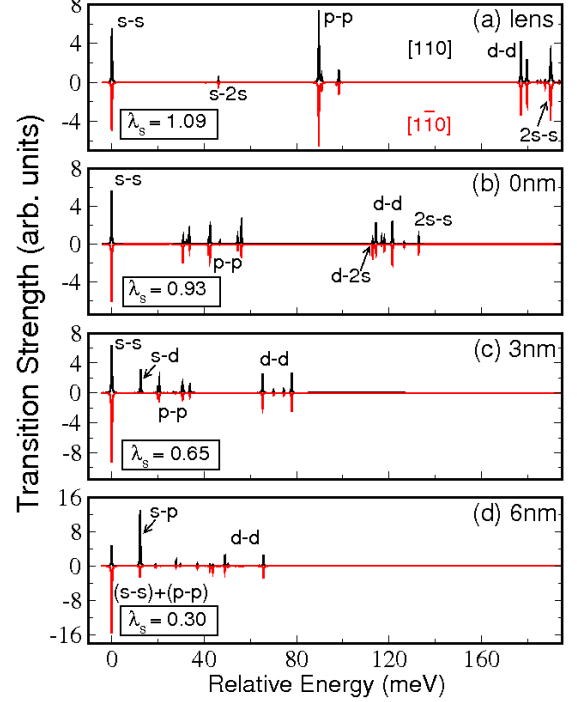 8
4
0
-4
s-s
p-p
(a) lens
[110]
d-d
s-2s
λs = 1.09
[11̄0]
2s-s
8
4
0
-4
s-s
(b) 0nm
d-d
2s-s
p-p
d-2s
λs = 0.93
8
4
0
-4
-8
s-s
s-d
(c) 3nm
d-d
p-p
λs = 0.65
16
8
0
-8
-16
s-p
(d) 6nm
d-d
(s-s)+(p-p)
λs = 0.30
0 40 80 120 160
Relative Energy (meV)
Transition Strength (arb. units)